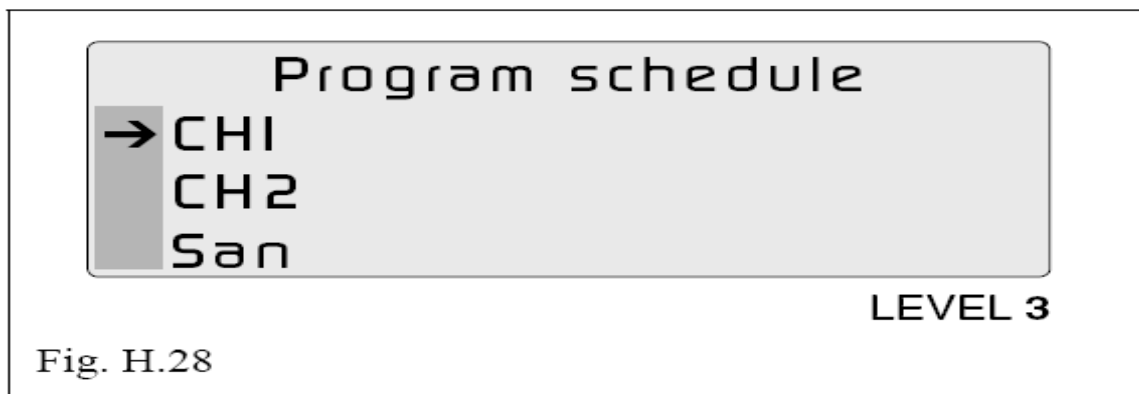 Program schedule
→ CH1
CH2
San
LEVEL 3
Fig. H.28